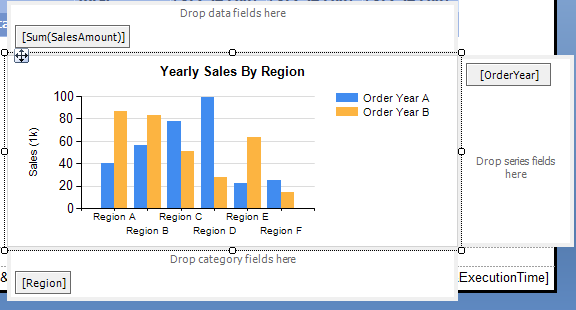 Drop data fields here
[Sum(SalesAmount)]
Yearly Sales By Region
[OrderYear]
Drop series fields
here
Sales (1k)
100
80
60
40
20
0
Order Year A
Order Year B
Region A
Region C
Region E
Region B
Region D
Region F
Drop category fields here
&
[Region]
ExecutionTime]